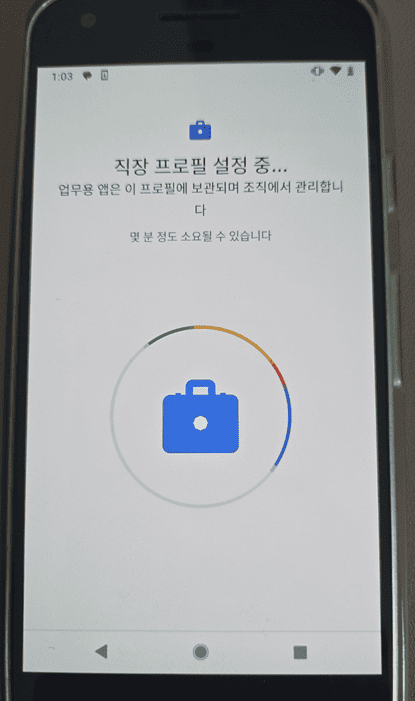 1:03
직장 프로필 설정 중...
업무용 앱은 이 프로필에 보관되며 조직에서 관리합니
다
몇 분 정도 소요될 수 있습니다